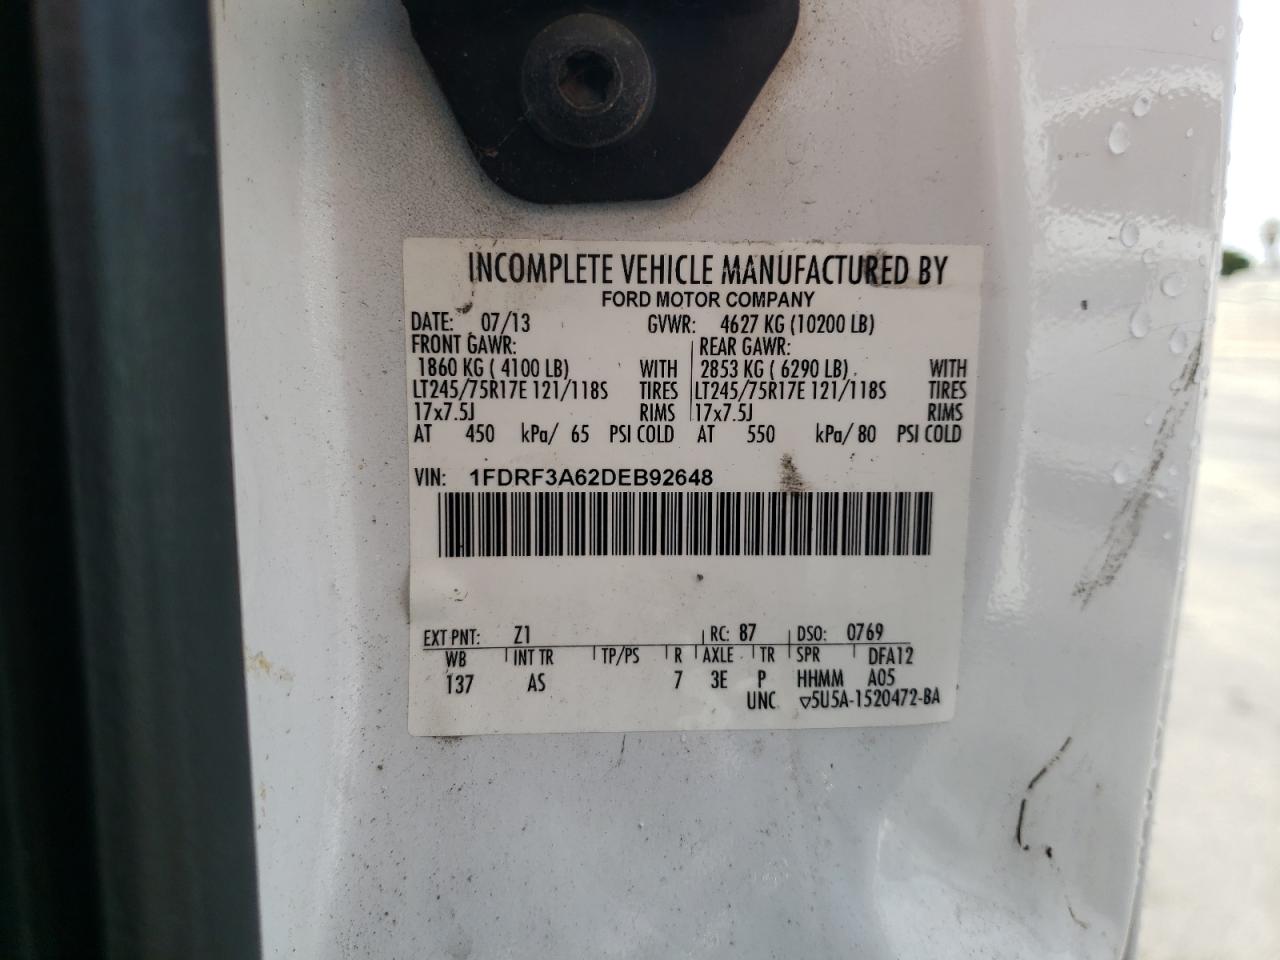 INCOMPLETE VEHICLE MANUFACTURED BY
FORD MOTOR COMPANY
DATE: 07/13 GVWR: 4627 KG (10200 LB)
FRONT GAWR: REAR GAWR:
1860 KG ( 4100 LB) WITH 2853 KG ( 6290 LB) WITH
LT245/75R17E 121/118S TIRES LT245/75R17E 121/118S TIRES
17x7.5J RIMS 17x7.5J RIMS
AT 450 kPa/ 65 PSI COLD AT 550 kPa/ 80 PSI COLD
VIN: 1FDRF3A62DEB92648
EXT PNT: Z1 RC: 87 DSO: 0769
WB INT TR TP/PS R AXLE TR SPR DFA12
137 AS 7 3E P HHMM A05
UNC ▽5U5A-1520472-BA